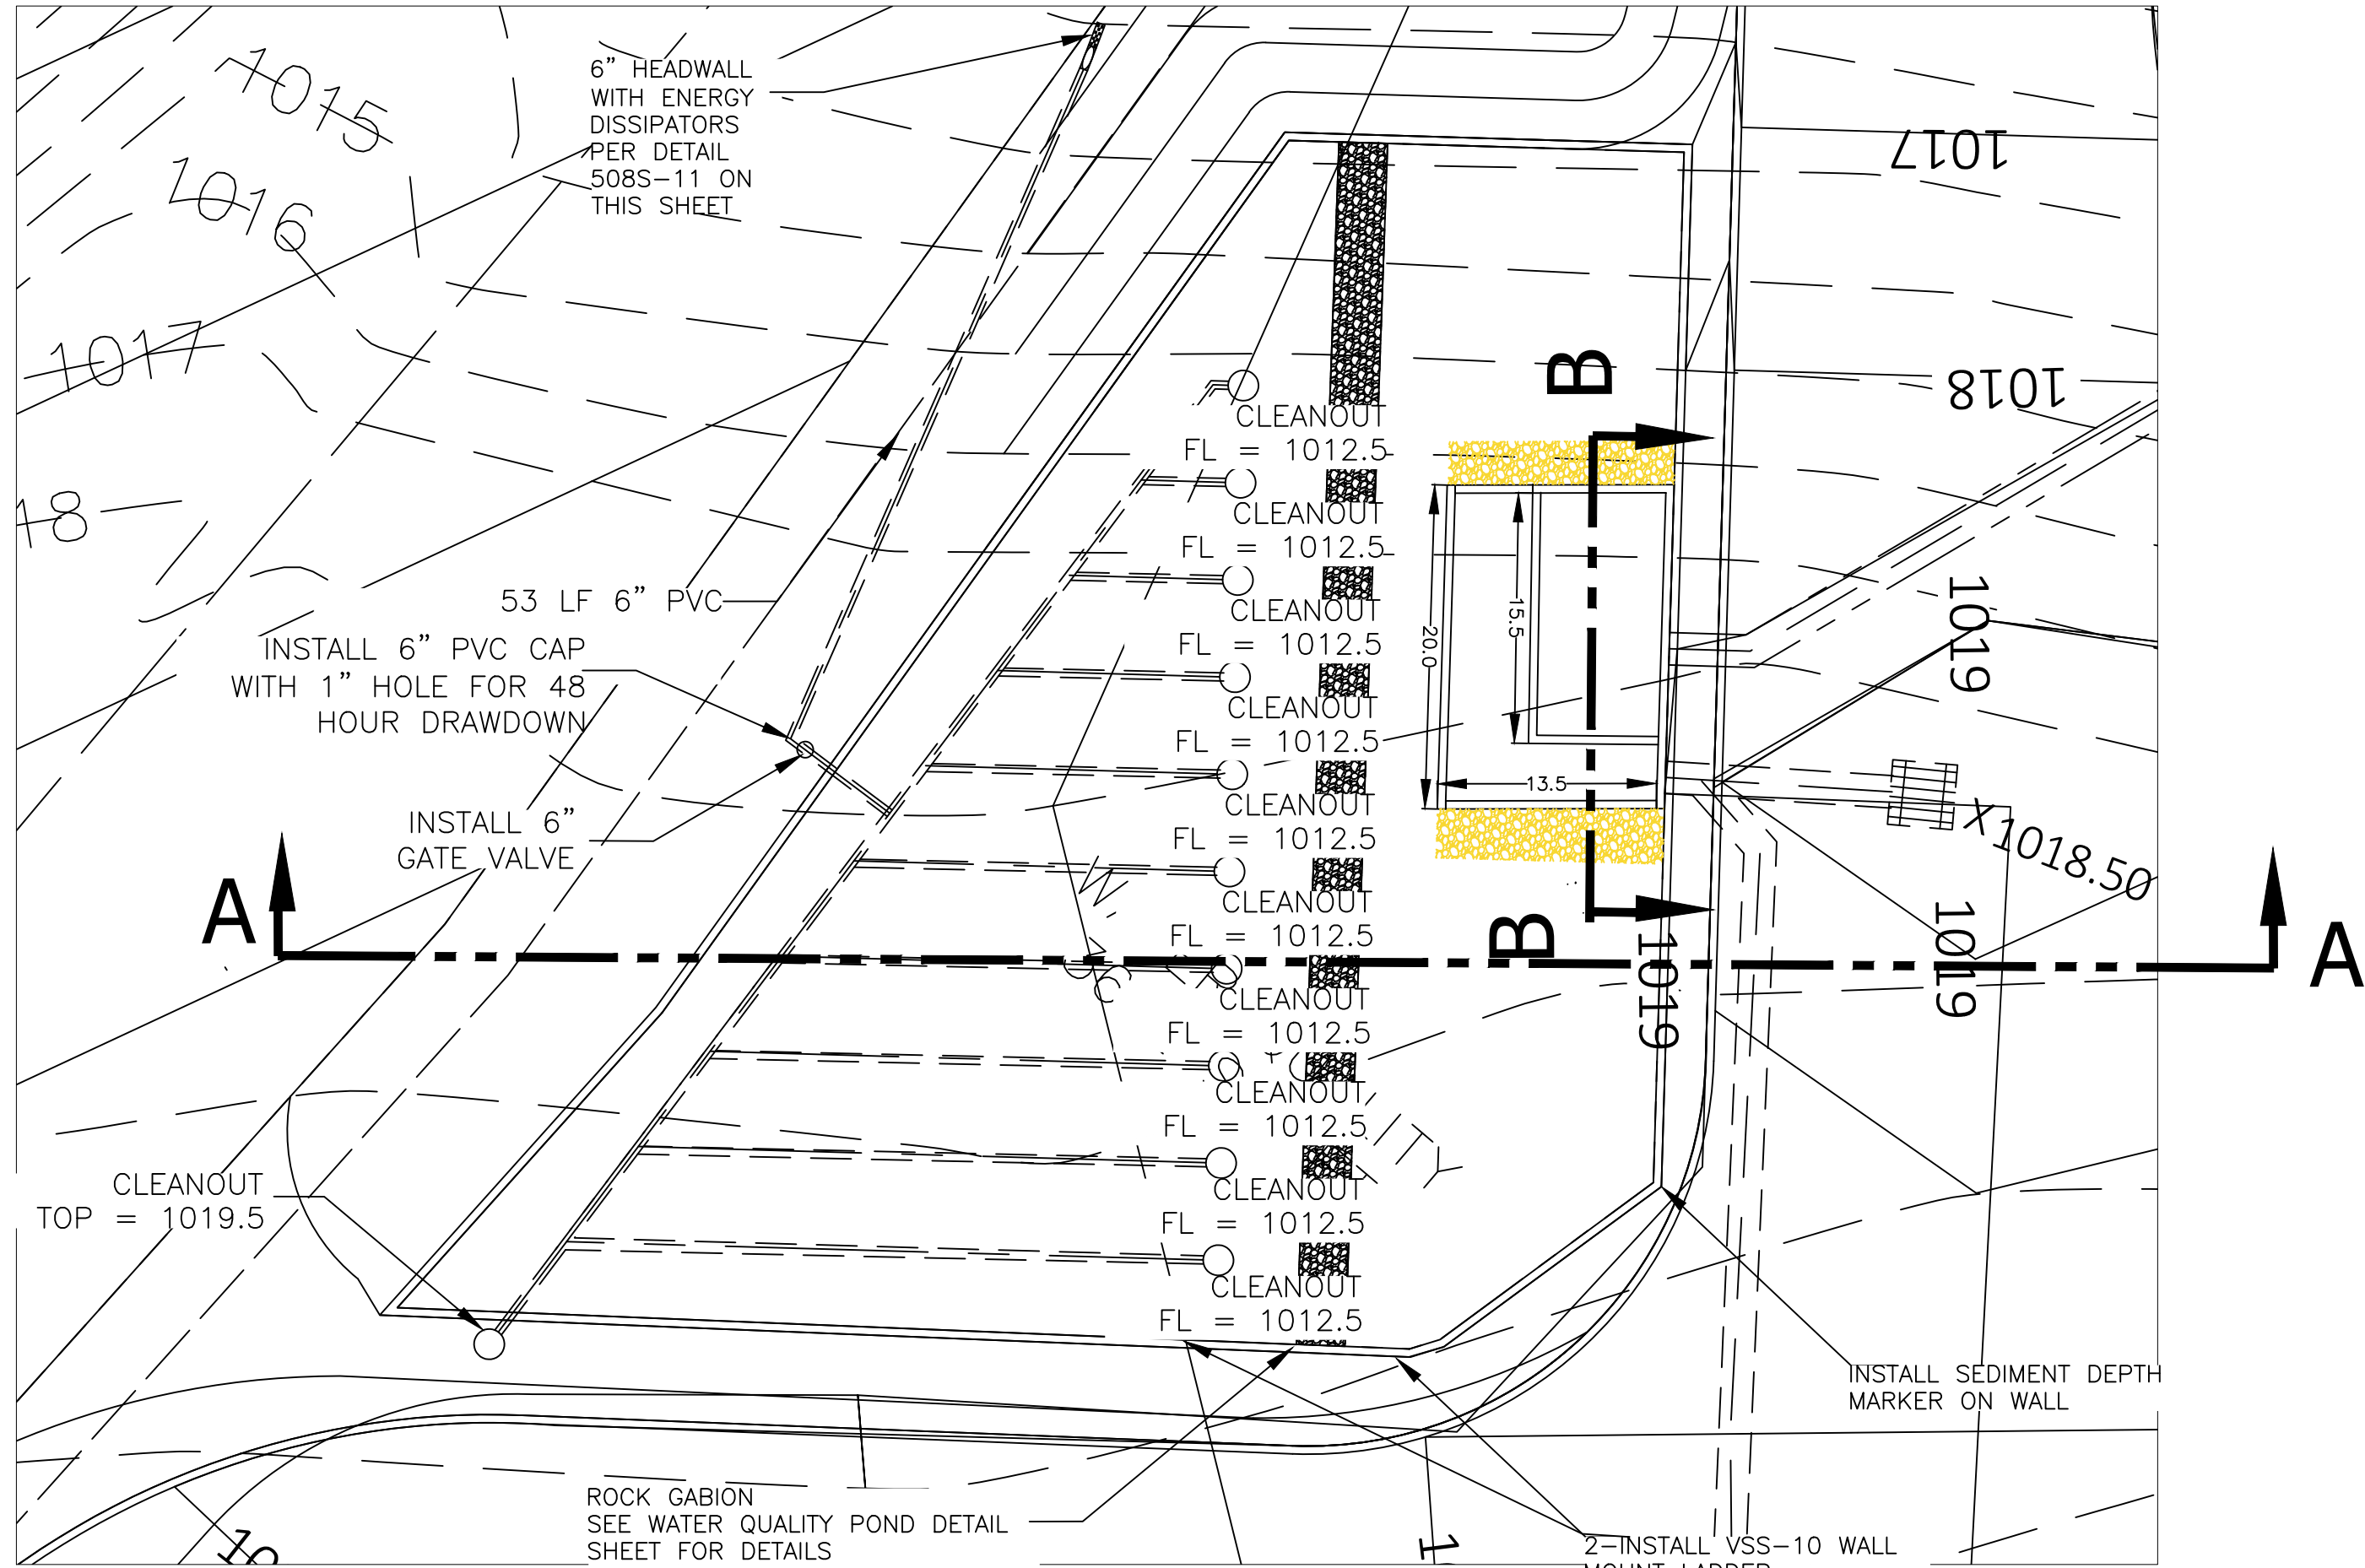 1015
1016
1017
18
6” HEADWALL
WITH ENERGY
DISSIPATORS
PER DETAIL
508S-11 ON
THIS SHEET
1017
1018
B
CLEANOUT
FL = 1012.5
CLEANOUT
FL = 1012.5
CLEANOUT
FL = 1012.5
CLEANOUT
FL = 1012.5
CLEANOUT
FL = 1012.5
CLEANOUT
FL = 1012.5
CLEANOUT
FL = 1012.5
CLEANOUT
FL = 1012.5
CLEANOUT
FL = 1012.5
CLEANOUT
FL = 1012.5
20.0
15.5
13.5
53 LF 6” PVC
INSTALL 6” PVC CAP
WITH 1” HOLE FOR 48
HOUR DRAWDOWN
INSTALL 6”
GATE VALVE
1019
X1018.50
A
B
1019
1019
A
CLEANOUT
TOP = 1019.5
INSTALL SEDIMENT DEPTH
MARKER ON WALL
ROCK GABION
SEE WATER QUALITY POND DETAIL
SHEET FOR DETAILS
2-INSTALL VSS-10 WALL
MOUNT LADDER
10
1